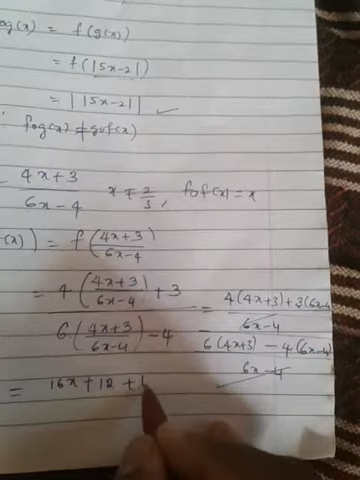 og(x) = f(g(x))
= f(|5x-2|)
= ||5x-2||
fog(x) ≠ gof(x)
= 4x+3 / 6x-4   x ≠ 2/3, fof(x) = x
(x)) = f(4x+3 / 6x-4)
= 4(4x+3 / 6x-4) + 3 / 6(4x+3 / 6x-4) - 4 = 4(4x+3)+3(6x-4 / 6x-4 / 6(4x+3) - 4(6x-4) / 6x-4
= 16x+12+